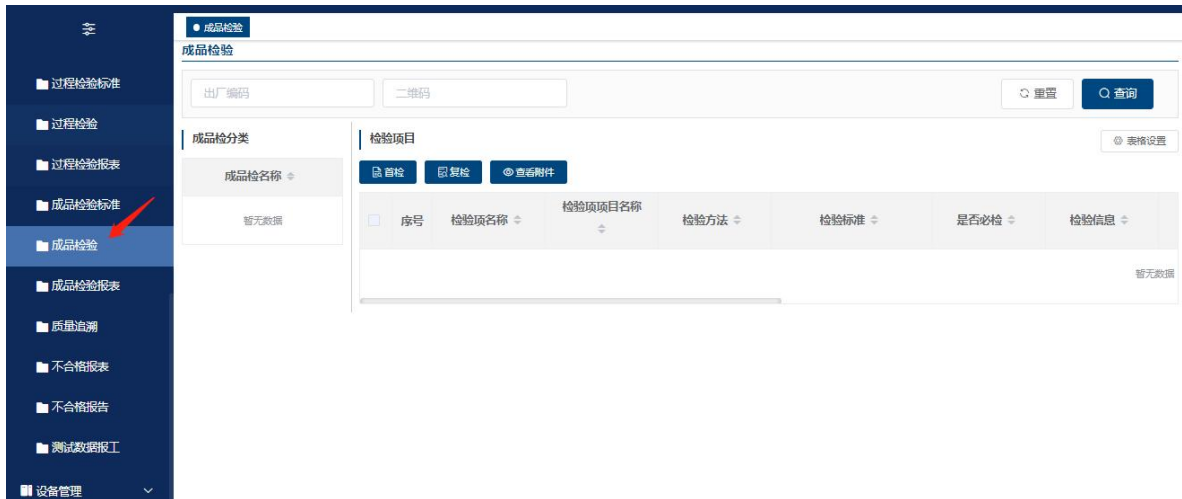 过程检验标准
过程检验
过程检验报表
成品检验标准
成品检验
成品检验报表
质量追溯
不合格报表
不合格报告
测试数据报工
设备管理
成品检验
成品检验
出厂编码
二维码
重置
查询
成品检分类
成品检名称
暂无数据
检验项目
表格设置
首检
复检
查看附件
序号
检验项名称
检验项项目名称
检验方法
检验标准
是否必检
检验信息
暂无数据